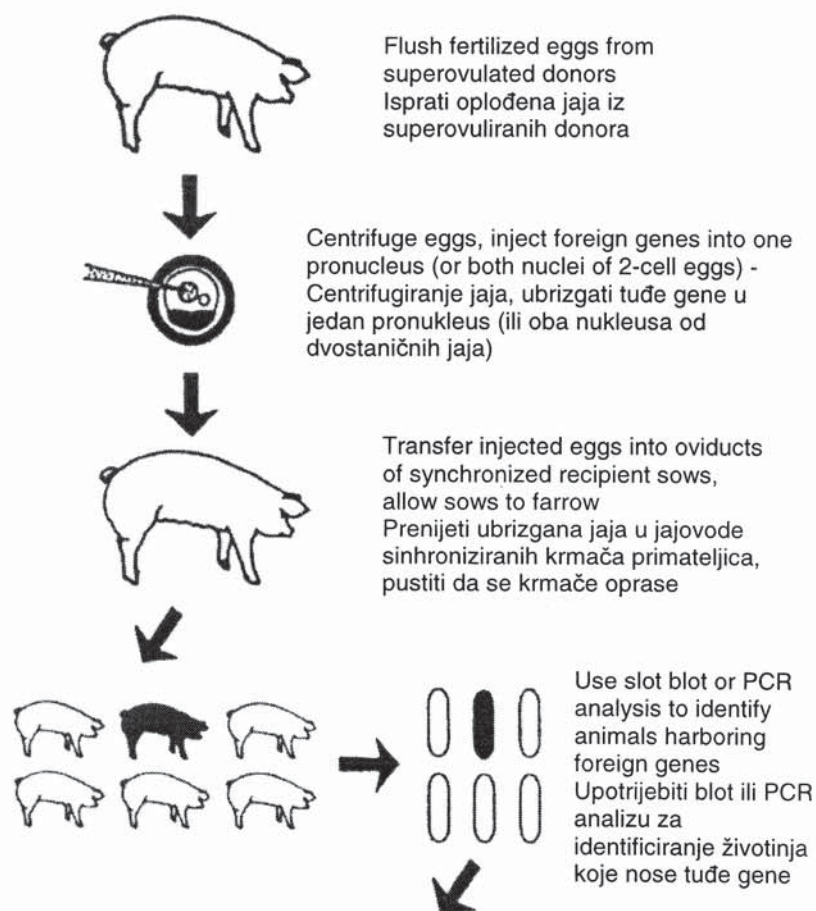 Flush fertilized eggs from
superovulated donors
Isprati oplođena jaja iz
superovuliranih donora
Centrifuge eggs, inject foreign genes into one
pronucleus (or both nuclei of 2-cell eggs) -
Centrifugiranje jaja, ubrizgati tuđe gene u
jedan pronukleus (ili oba nukleusa od
dvostaničnih jaja)
Transfer injected eggs into oviducts
of synchronized recipient sows,
allow sows to farrow
Prenijeti ubrizgana jaja u jajovode
sinhroniziranih krmača primateljica,
pustiti da se krmače oprase
Use slot blot or PCR
analysis to identify
animals harboring
foreign genes
Upotrijebiti blot ili PCR
analizu za
identificiranje životinja
koje nose tuđe gene